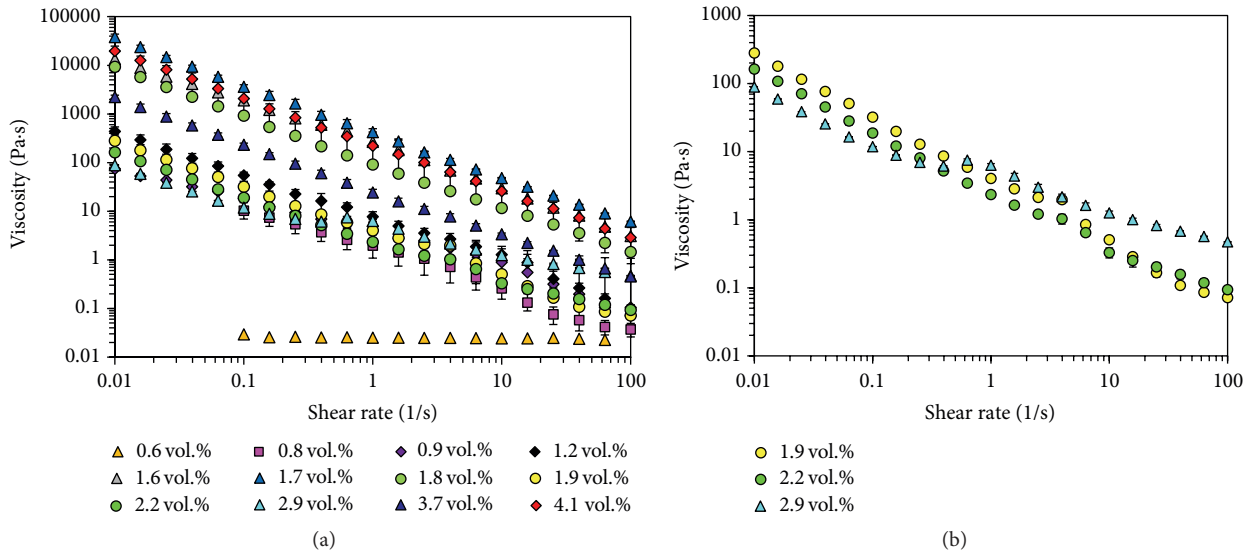 100000
10000
1000
100
10
1
0.1
0.01
Viscosity (Pa·s)
0.01 0.1 1 10 100
Shear rate (1/s)
0.6 vol.% 0.8 vol.% 0.9 vol.% 1.2 vol.%
1.6 vol.% 1.7 vol.% 1.8 vol.% 1.9 vol.%
2.2 vol.% 2.9 vol.% 3.7 vol.% 4.1 vol.%
(a)
1000
100
10
1
0.1
0.01
Viscosity (Pa·s)
0.01 0.1 1 10 100
Shear rate (1/s)
1.9 vol.%
2.2 vol.%
2.9 vol.%
(b)